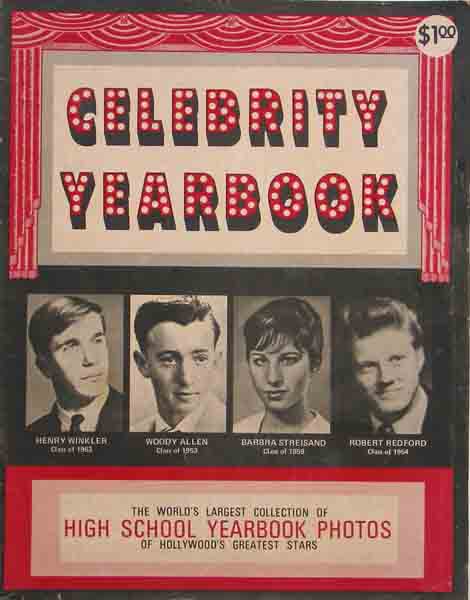 $1.00
CELEBRITY
YEARBOOK
HENRY WINKLER
Clas of 1963
WOODY ALLEN
Class of 1953
BARBRA STREISAND
Class of 1959
ROBERT REDFORD
Class of 1954
THE WORLD'S LARGEST COLLECTION OF
HIGH SCHOOL YEARBOOK PHOTOS
OF HOLLYWOOD'S GREATEST STARS